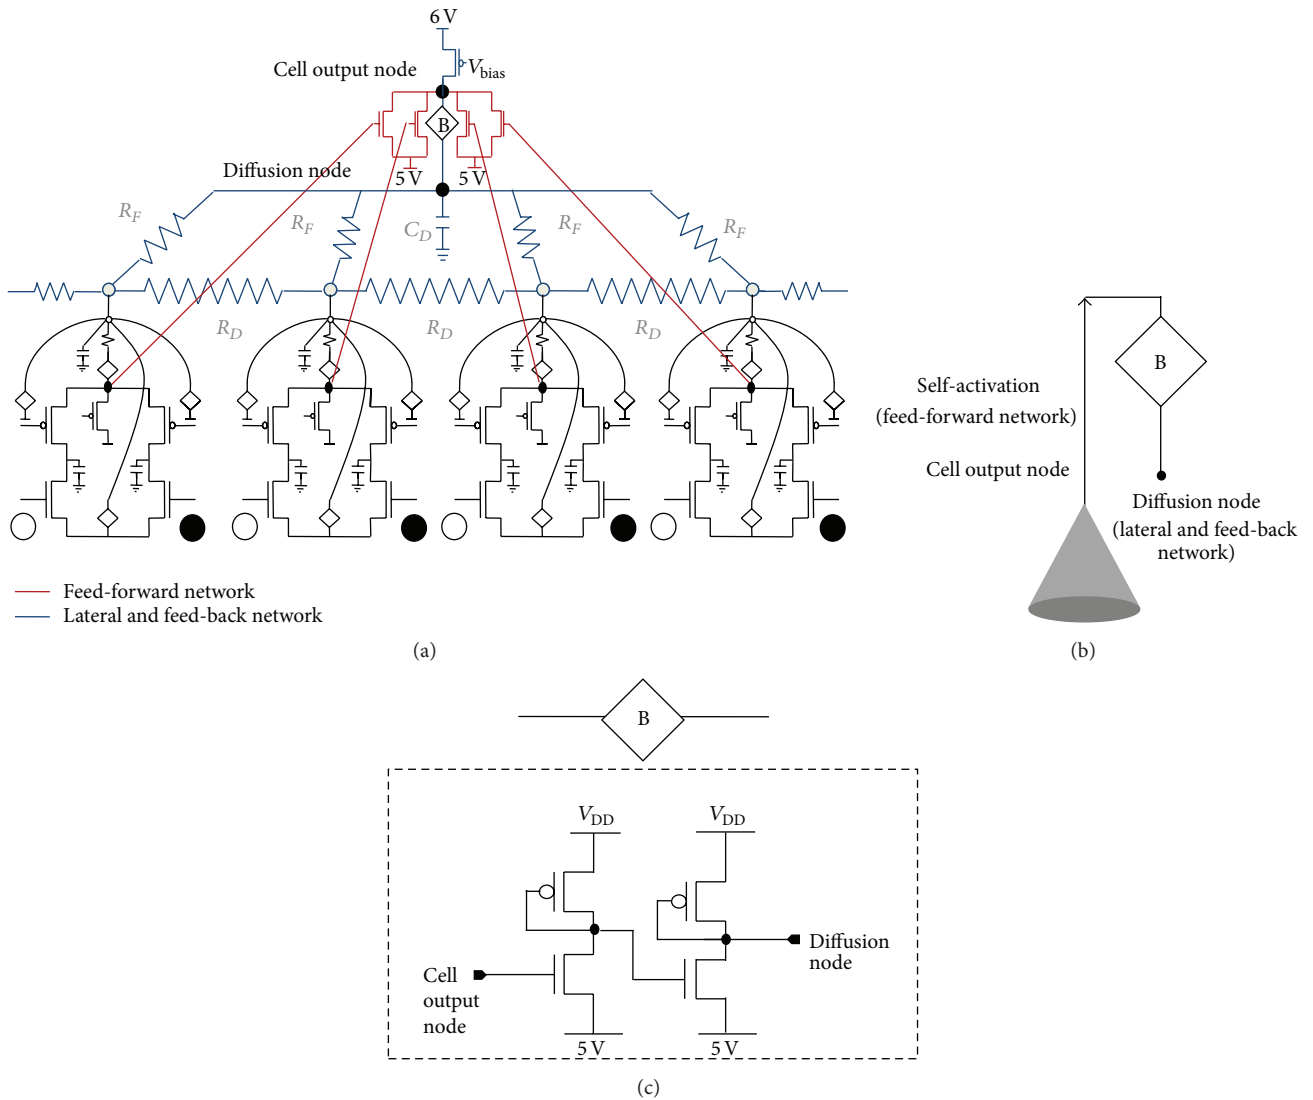 6 V
Cell output node
V_bias
B
Diffusion node
5 V
5 V
R_F
R_F
C_D
R_F
R_F
R_D
R_D
R_D
Feed-forward network
Lateral and feed-back network
(a)
B
Self-activation
(feed-forward network)
Cell output node
Diffusion node
(lateral and feed-back
network)
(b)
B
V_DD
V_DD
Cell
output
node
Diffusion
node
5 V
5 V
(c)